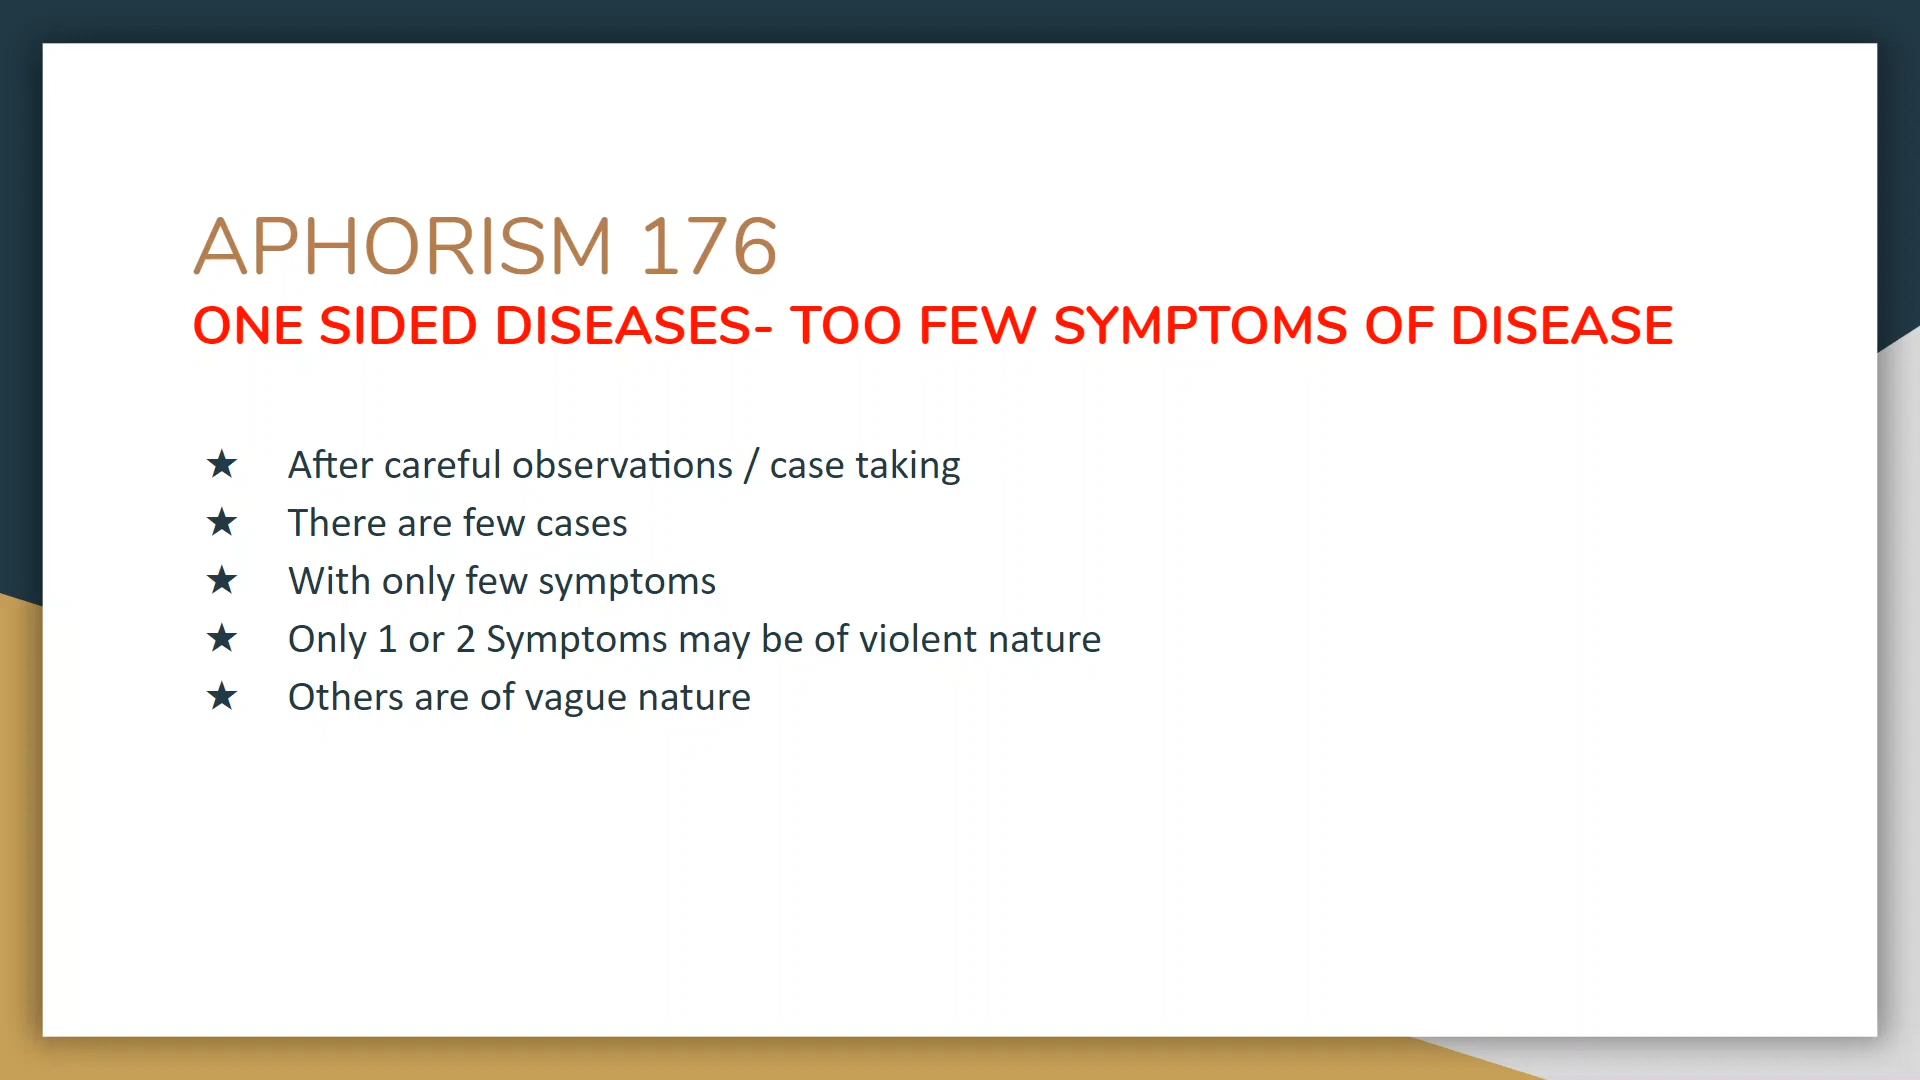 APHORISM 176
ONE SIDED DISEASES- TOO FEW SYMPTOMS OF DISEASE
★ After careful observations / case taking
★ There are few cases
★ With only few symptoms
★ Only 1 or 2 Symptoms may be of violent nature
★ Others are of vague nature